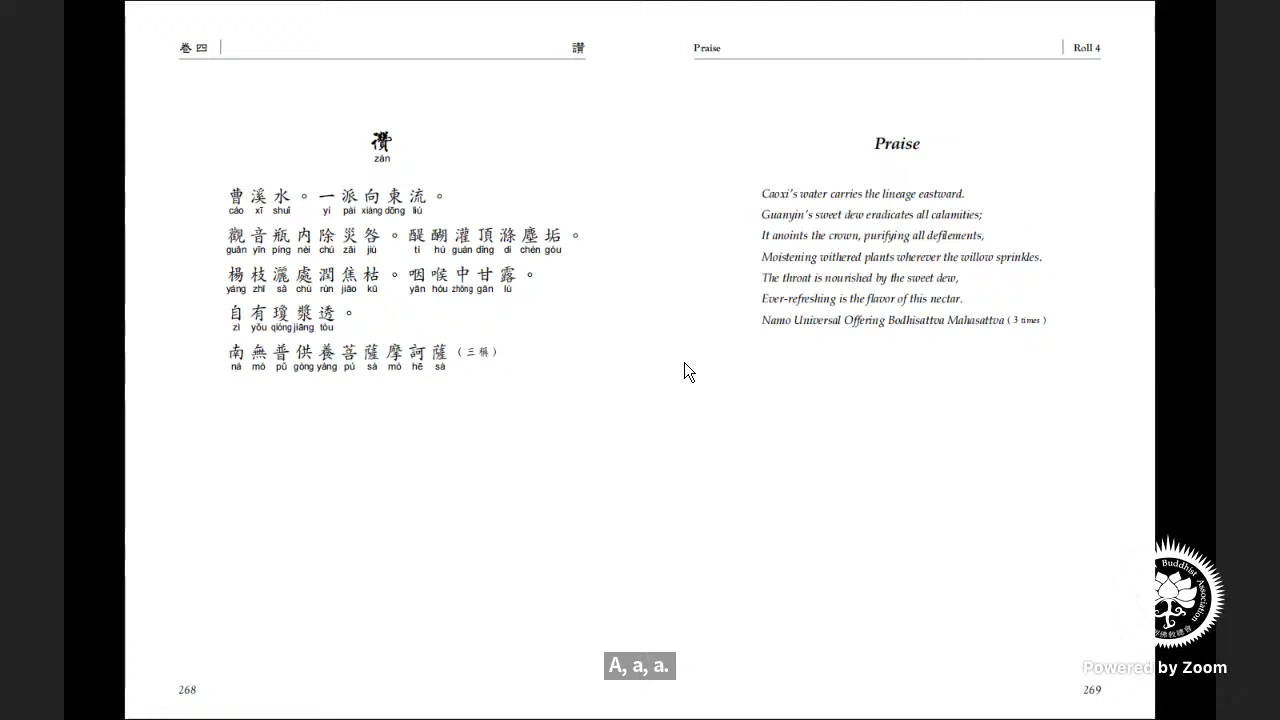 卷四
讚
讚
zàn
曹溪水。一派向東流。
cáo xī shuǐ yí pài xiàng dōng liú
觀音瓶內除災咎。醍醐灌頂滌塵垢。
guān yīn píng nèi chú zāi jiù tí hú guàn dǐng dí chén gòu
楊枝灑處潤焦枯。咽喉中甘露。
yáng zhī sǎ chù rùn jiāo kū yān hóu zhōng gān lù
自有瓊漿透。
zì yǒu qióng jiāng tòu
南無普供養菩薩摩訶薩（三稱）
ná mó pǔ gòng yàng pú sà mó hē sà
268
Praise
Roll 4
Praise
Caoxi's water carries the lineage eastward.
Guanyin's sweet dew eradicates all calamities;
It anoints the crown, purifying all defilements,
Moistening withered plants wherever the willow sprinkles.
The throat is nourished by the sweet dew,
Ever-refreshing is the flavor of this nectar.
Namo Universal Offering Bodhisattva Mahasattva ( 3 times )
269
A, a, a.
Buddhist Association
佛教總會
Powered by Zoom